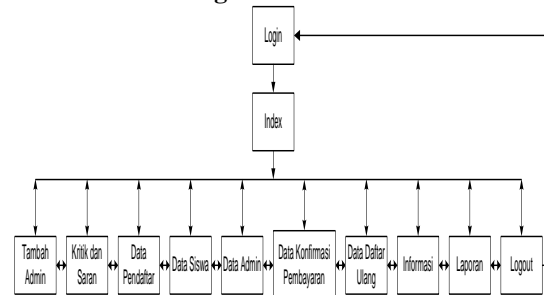 Login
Index
Tambah
Admin
Kritik dan
Saran
Data
Pendaftar
Data Siswa
Data Admin
Data Konfirmasi
Pembayaran
Data Daftar
Ulang
Informasi
Laporan
Logout